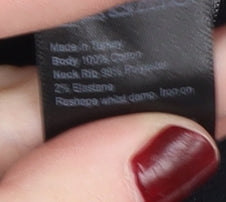 Made in Turkey
Body 100% Cotton
Neck Rib 98% Polyester
2% Elastane
Reshape whilst damp. Iron on